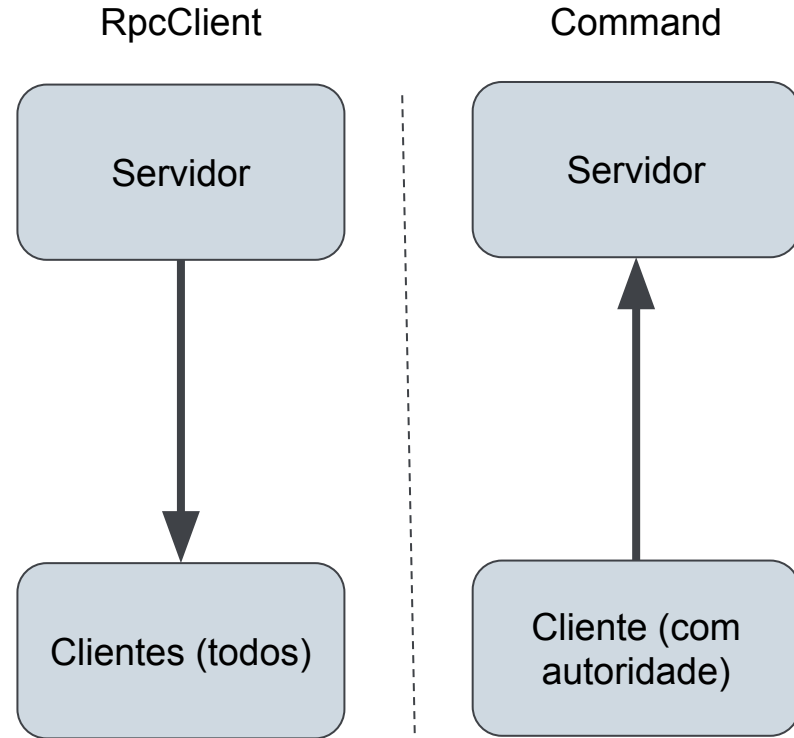 RpcClient
Servidor
Clientes (todos)
Command
Servidor
Cliente (com
autoridade)